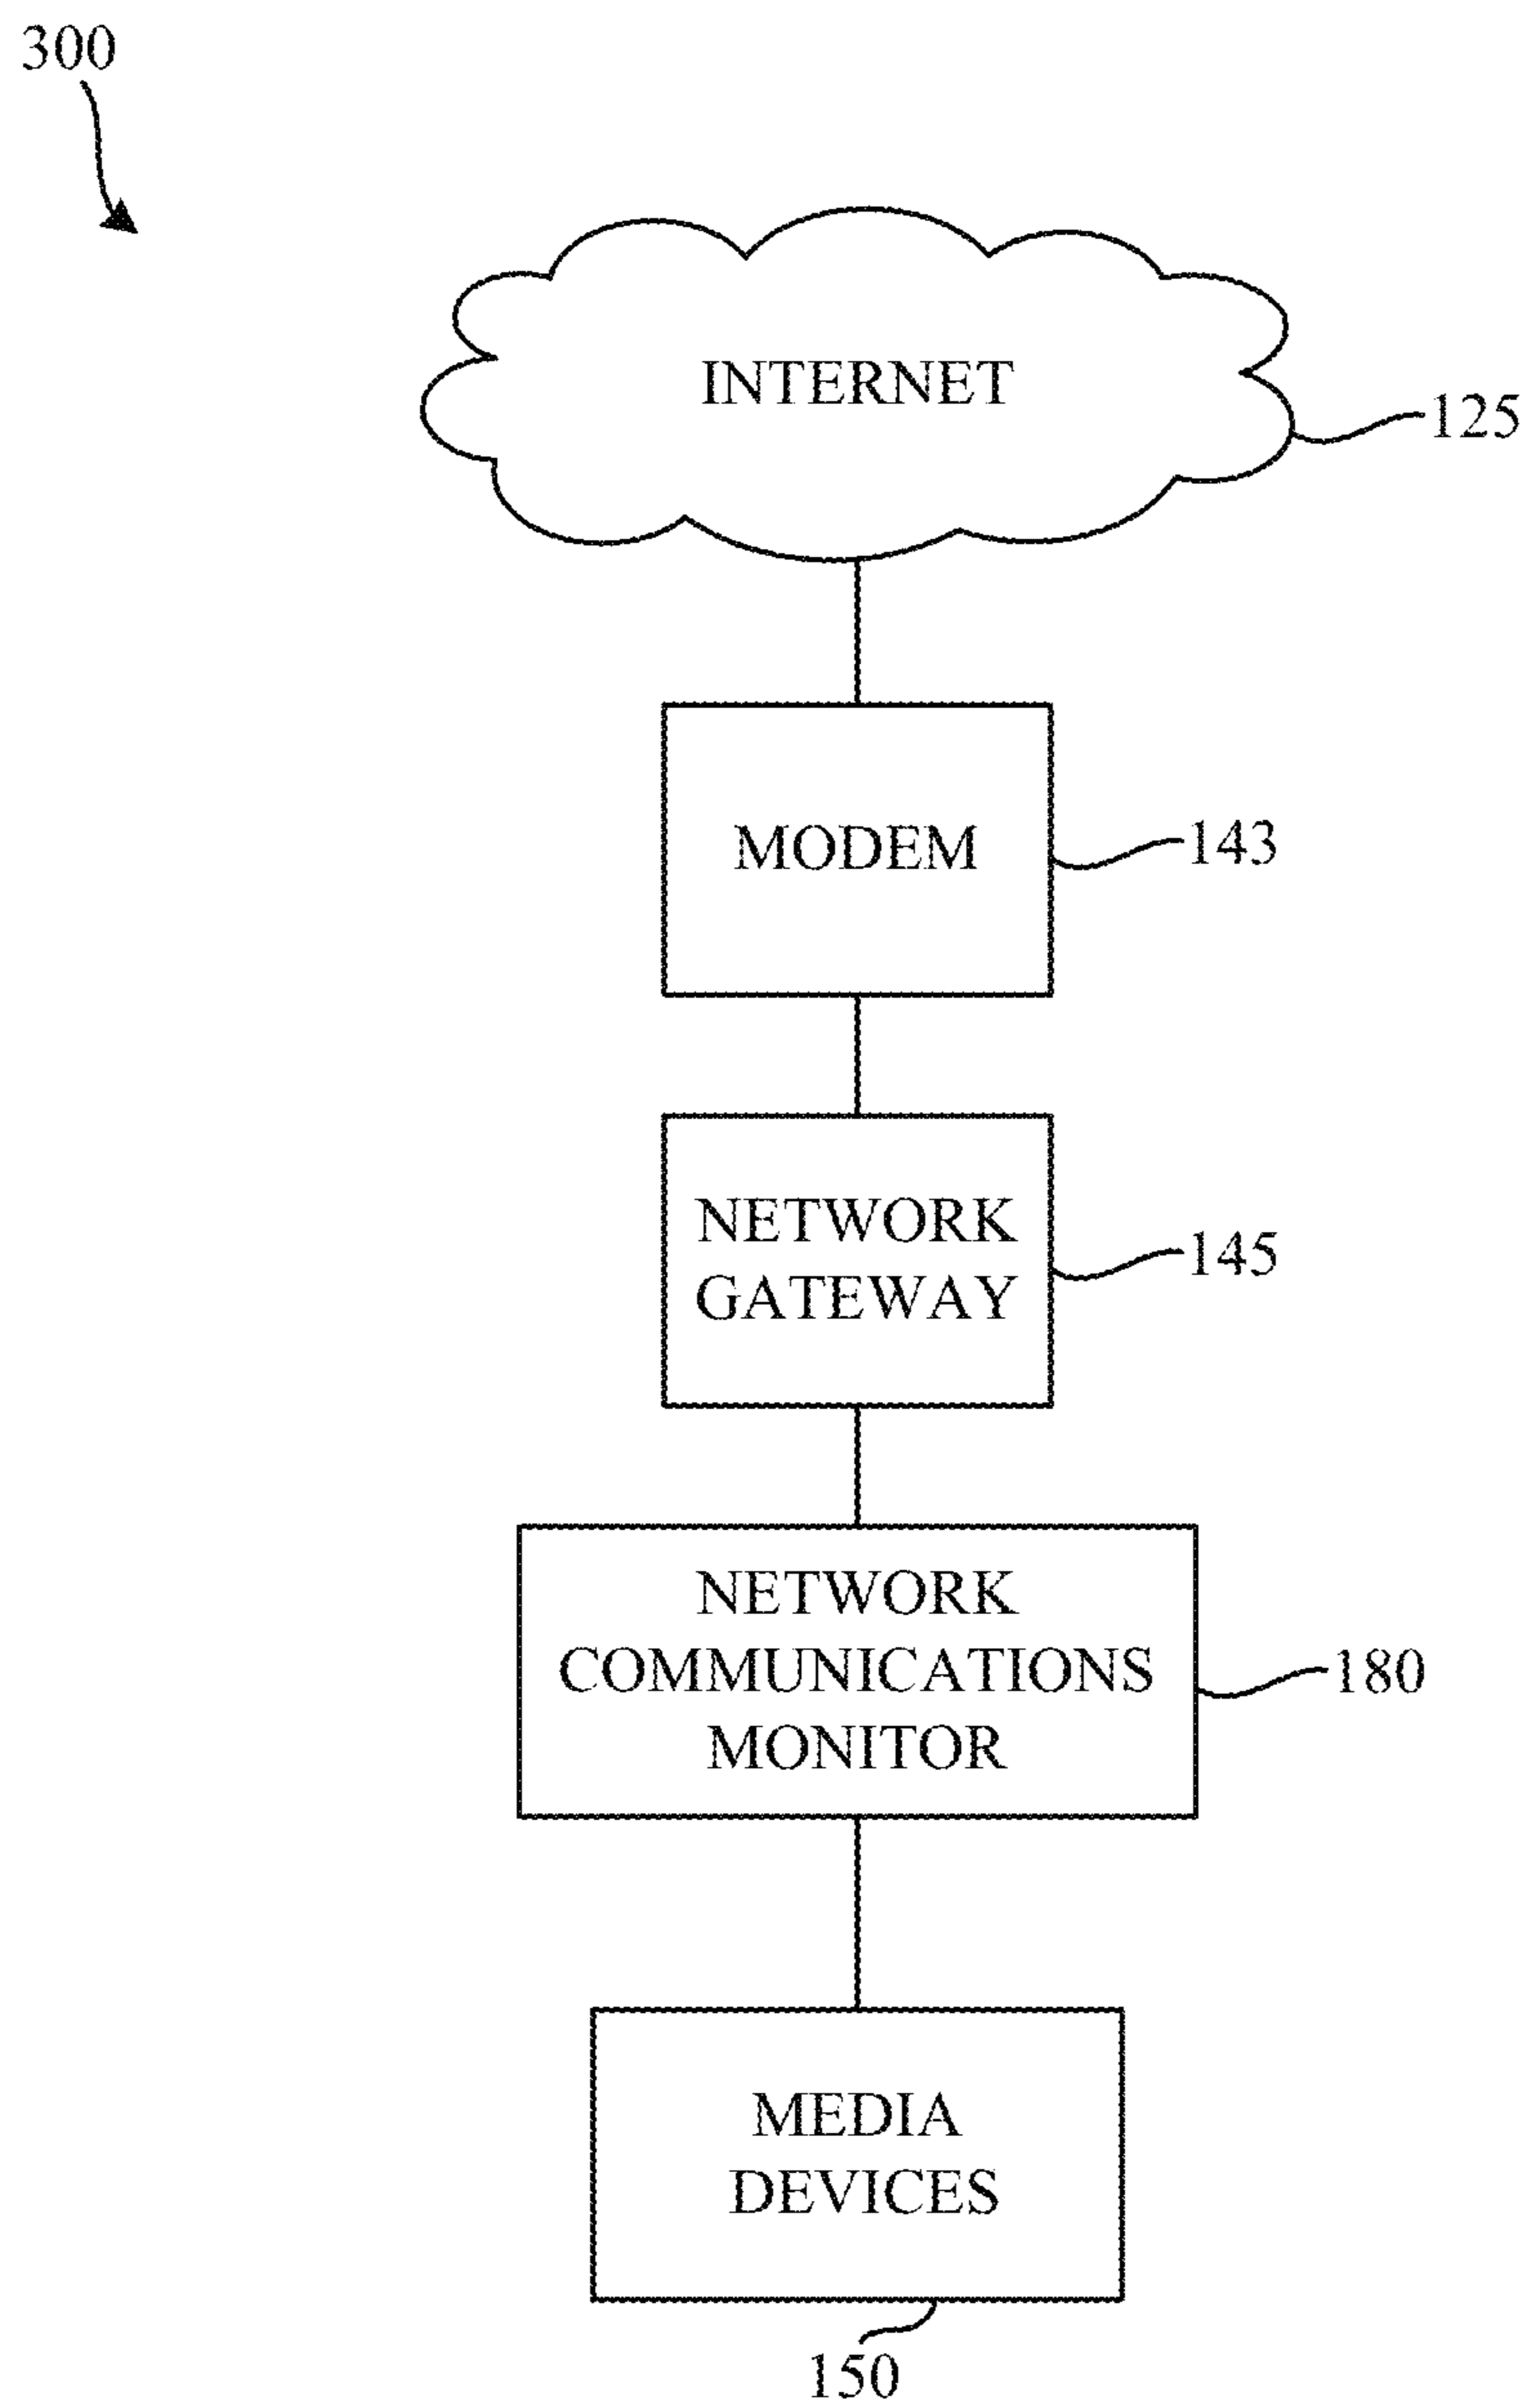 300
INTERNET
125
MODEM
143
NETWORK
GATEWAY
145
NETWORK
COMMUNICATIONS
MONITOR
180
MEDIA
DEVICES
150